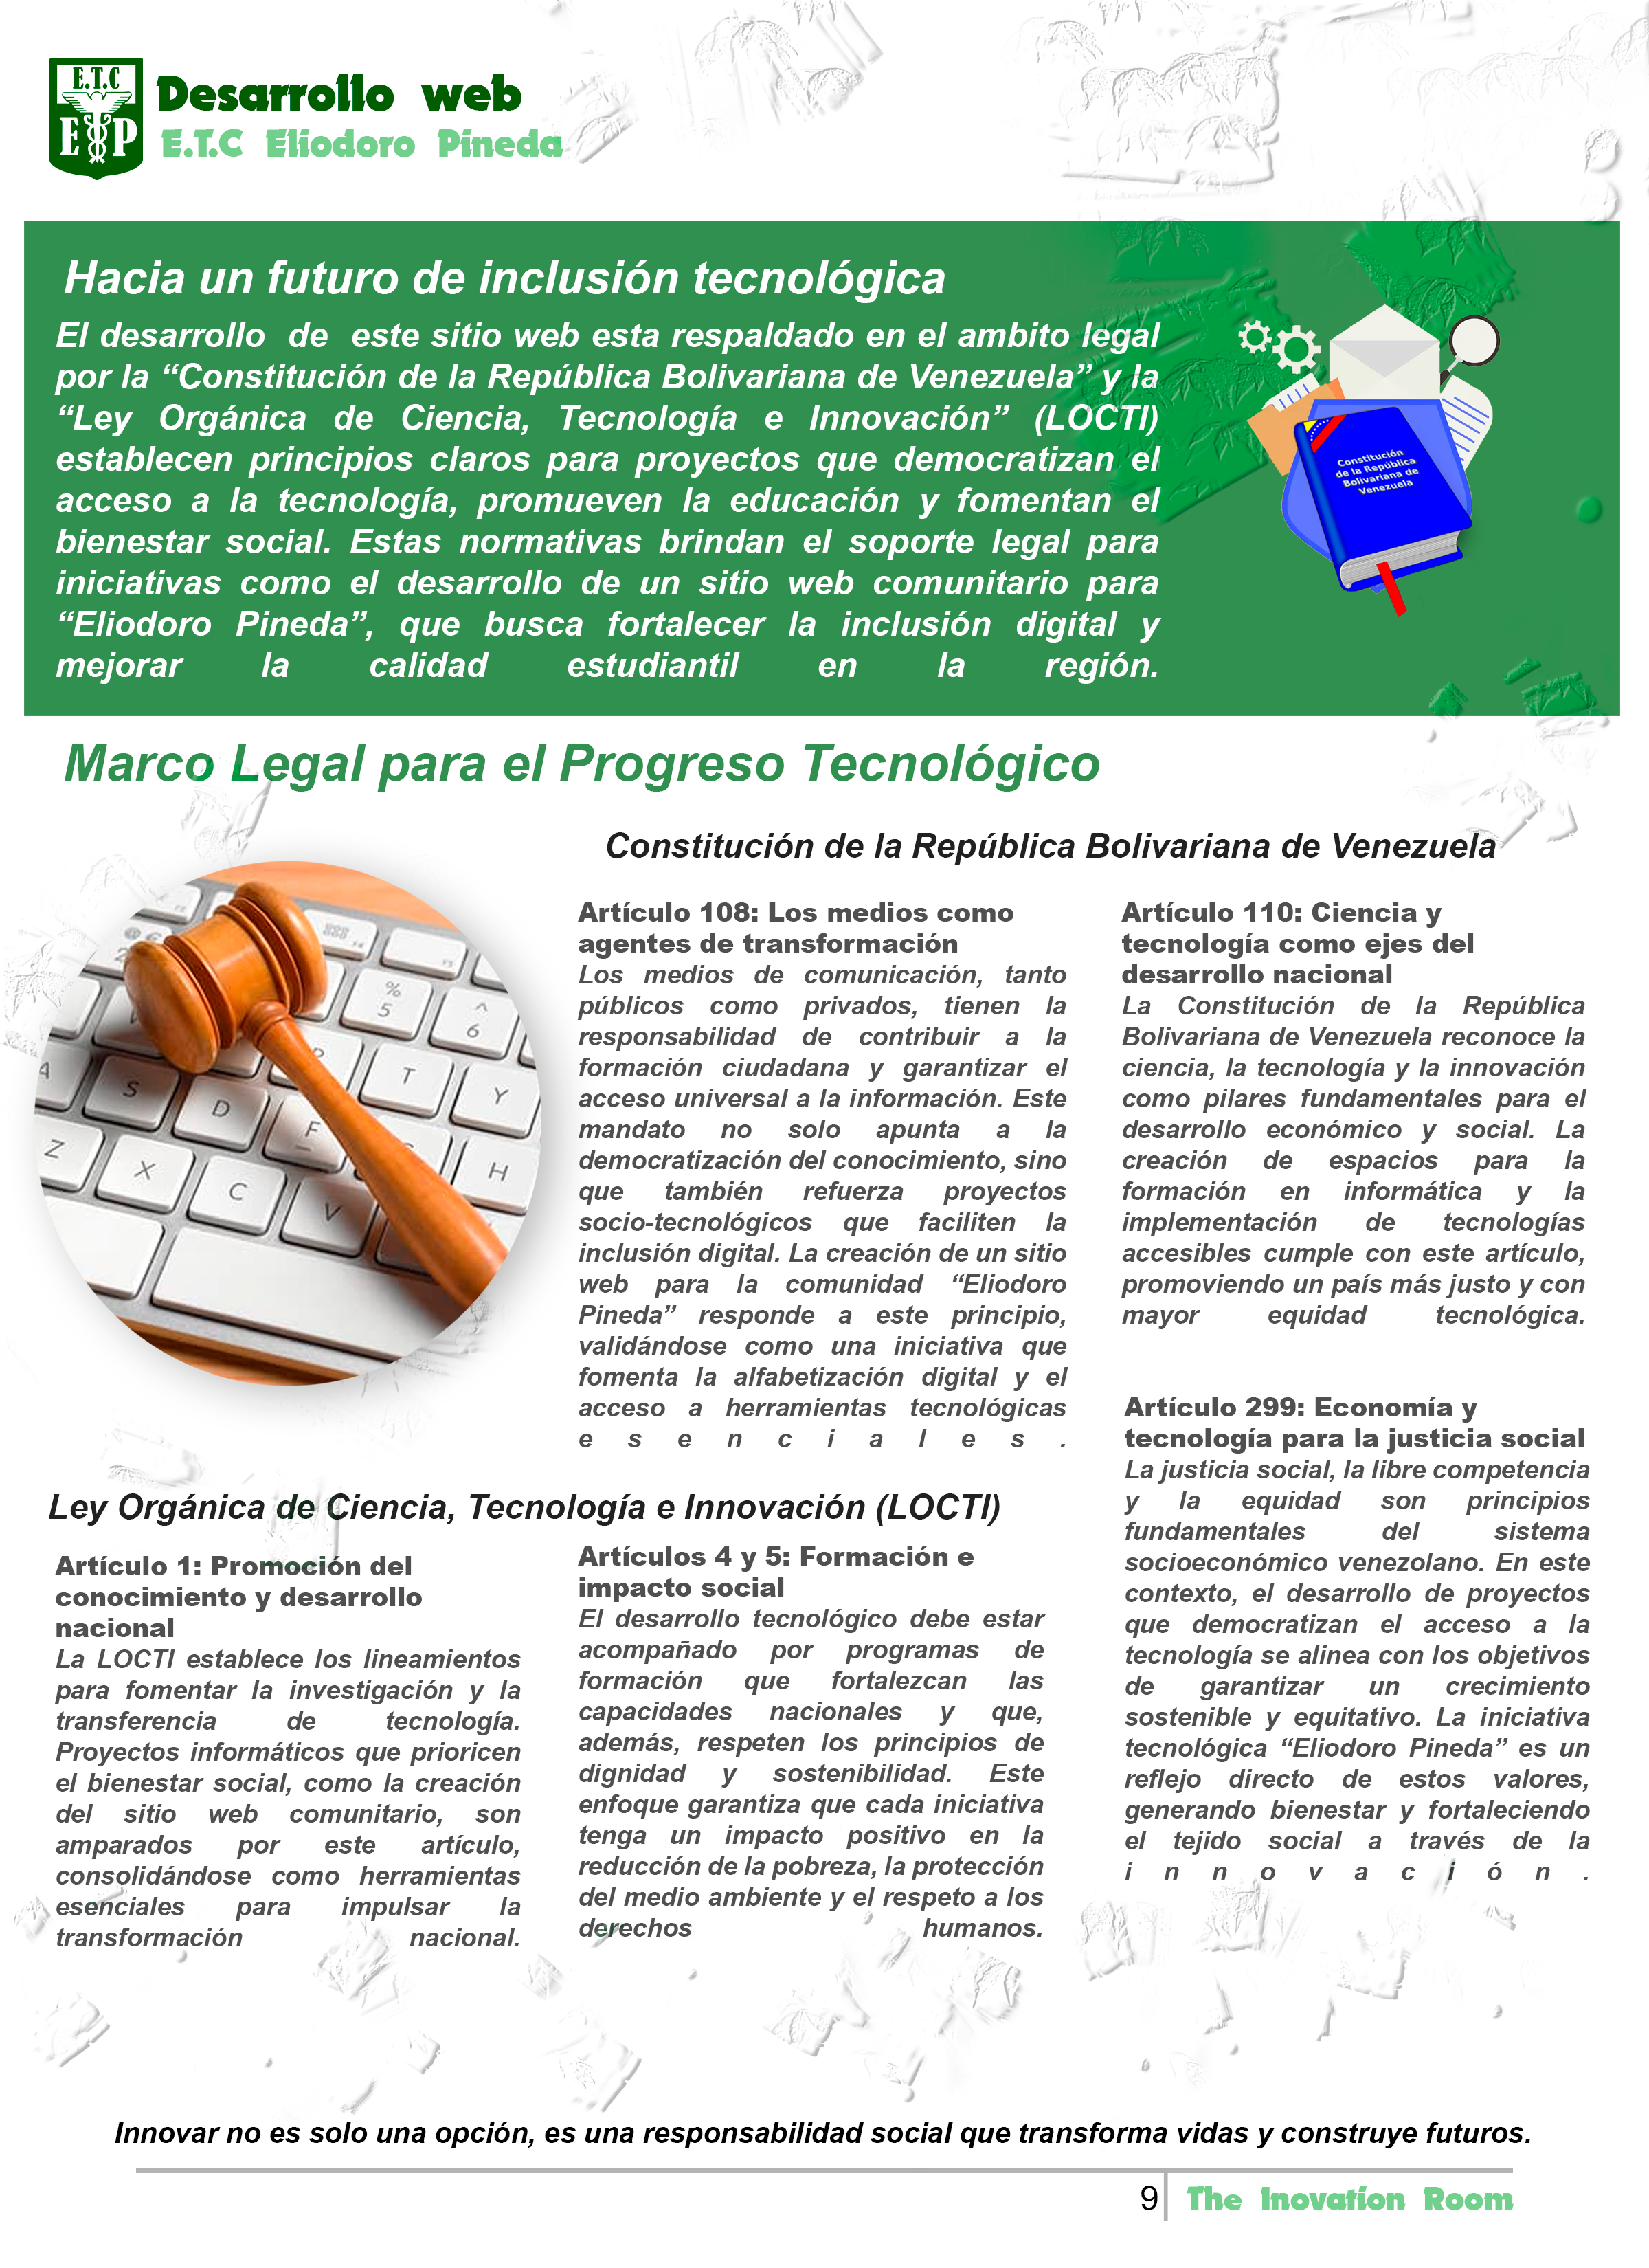 E.T.C
E P
Desarrollo web
E.T.C Eliodoro Pineda
Hacia un futuro de inclusión tecnológica
El desarrollo de este sitio web esta respaldado en el ambito legal
por la “Constitución de la República Bolivariana de Venezuela” y la
“Ley Orgánica de Ciencia, Tecnología e Innovación” (LOCTI)
establecen principios claros para proyectos que democratizan el
acceso a la tecnología, promueven la educación y fomentan el
bienestar social. Estas normativas brindan el soporte legal para
iniciativas como el desarrollo de un sitio web comunitario para
“Eliodoro Pineda”, que busca fortalecer la inclusión digital y
mejorar la calidad estudiantil en la región.
Constitución
de la República
Bolivariana de
Venezuela
Marco Legal para el Progreso Tecnológico
Constitución de la República Bolivariana de Venezuela
Artículo 108: Los medios como
agentes de transformación
Los medios de comunicación, tanto
públicos como privados, tienen la
responsabilidad de contribuir a la
formación ciudadana y garantizar el
acceso universal a la información. Este
mandato no solo apunta a la
democratización del conocimiento, sino
que también refuerza proyectos
socio-tecnológicos que faciliten la
inclusión digital. La creación de un sitio
web para la comunidad “Eliodoro
Pineda” responde a este principio,
validándose como una iniciativa que
fomenta la alfabetización digital y el
acceso a herramientas tecnológicas
esenciales.
Artículo 110: Ciencia y
tecnología como ejes del
desarrollo nacional
La Constitución de la República
Bolivariana de Venezuela reconoce la
ciencia, la tecnología y la innovación
como pilares fundamentales para el
desarrollo económico y social. La
creación de espacios para la
formación en informática y la
implementación de tecnologías
accesibles cumple con este artículo,
promoviendo un país más justo y con
mayor equidad tecnológica.
Artículo 299: Economía y
tecnología para la justicia social
La justicia social, la libre competencia
y la equidad son principios
fundamentales del sistema
socioeconómico venezolano. En este
contexto, el desarrollo de proyectos
que democratizan el acceso a la
tecnología se alinea con los objetivos
de garantizar un crecimiento
sostenible y equitativo. La iniciativa
tecnológica “Eliodoro Pineda” es un
reflejo directo de estos valores,
generando bienestar y fortaleciendo
el tejido social a través de la
innovación.
% 5
^ 6
T
Y
A
S
D
F
H
Z
X
C
V
Ley Orgánica de Ciencia, Tecnología e Innovación (LOCTI)
Artículo 1: Promoción del
conocimiento y desarrollo
nacional
La LOCTI establece los lineamientos
para fomentar la investigación y la
transferencia de tecnología.
Proyectos informáticos que prioricen
el bienestar social, como la creación
del sitio web comunitario, son
amparados por este artículo,
consolidándose como herramientas
esenciales para impulsar la
transformación nacional.
Artículos 4 y 5: Formación e
impacto social
El desarrollo tecnológico debe estar
acompañado por programas de
formación que fortalezcan las
capacidades nacionales y que,
además, respeten los principios de
dignidad y sostenibilidad. Este
enfoque garantiza que cada iniciativa
tenga un impacto positivo en la
reducción de la pobreza, la protección
del medio ambiente y el respeto a los
derechos humanos.
Innovar no es solo una opción, es una responsabilidad social que transforma vidas y construye futuros.
9
The Inovation Room